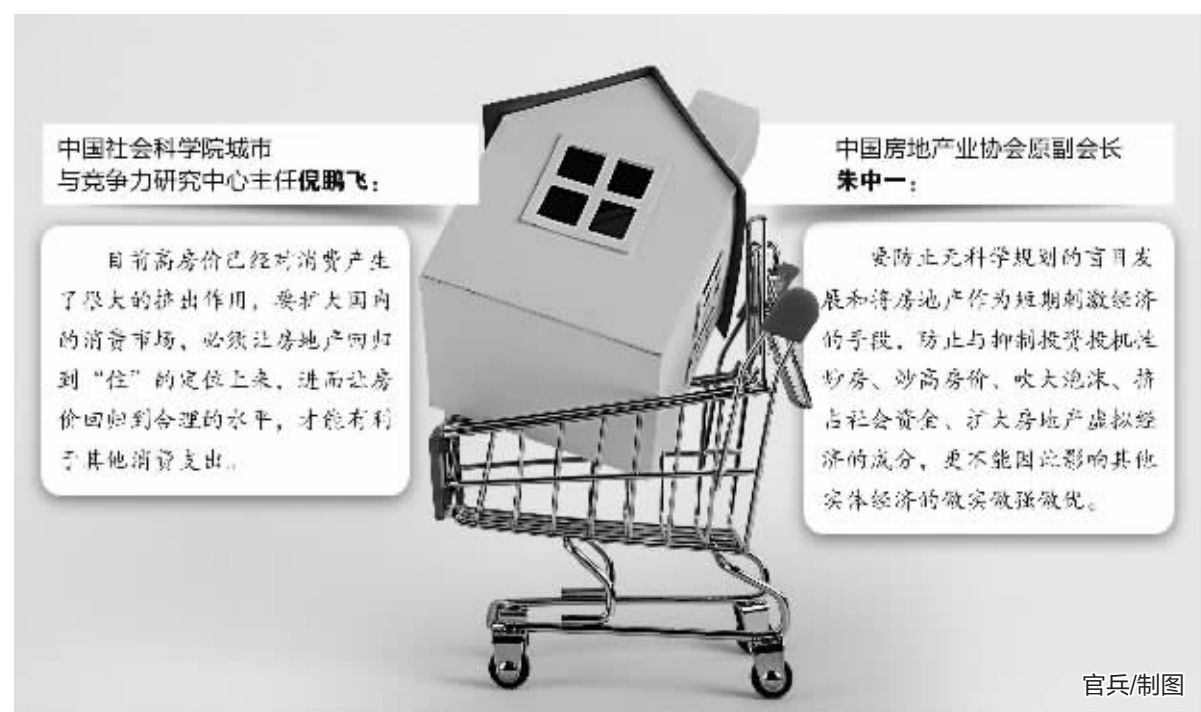 中国社会科学院城市
与竞争力研究中心主任倪鹏飞：
目前高房价已经对消费产生
了很大的挤出作用，要扩大国内
的消费市场，必须让房地产回归
到“住”的定位上来，进而让房
价回归到合理的水平，才能有利
于其他消费支出。
中国房地产业协会原副会长
朱中一：
要防止无科学规划的盲目发
展和将房地产作为短期刺激经济
的手段，防止与抑制投资投机性
炒房、炒高房价、吹大泡沫、挤
占社会资金、扩大房地产虚拟经
济的成分，更不能因此影响其他
实体经济的做实做强做优。
官兵/制图